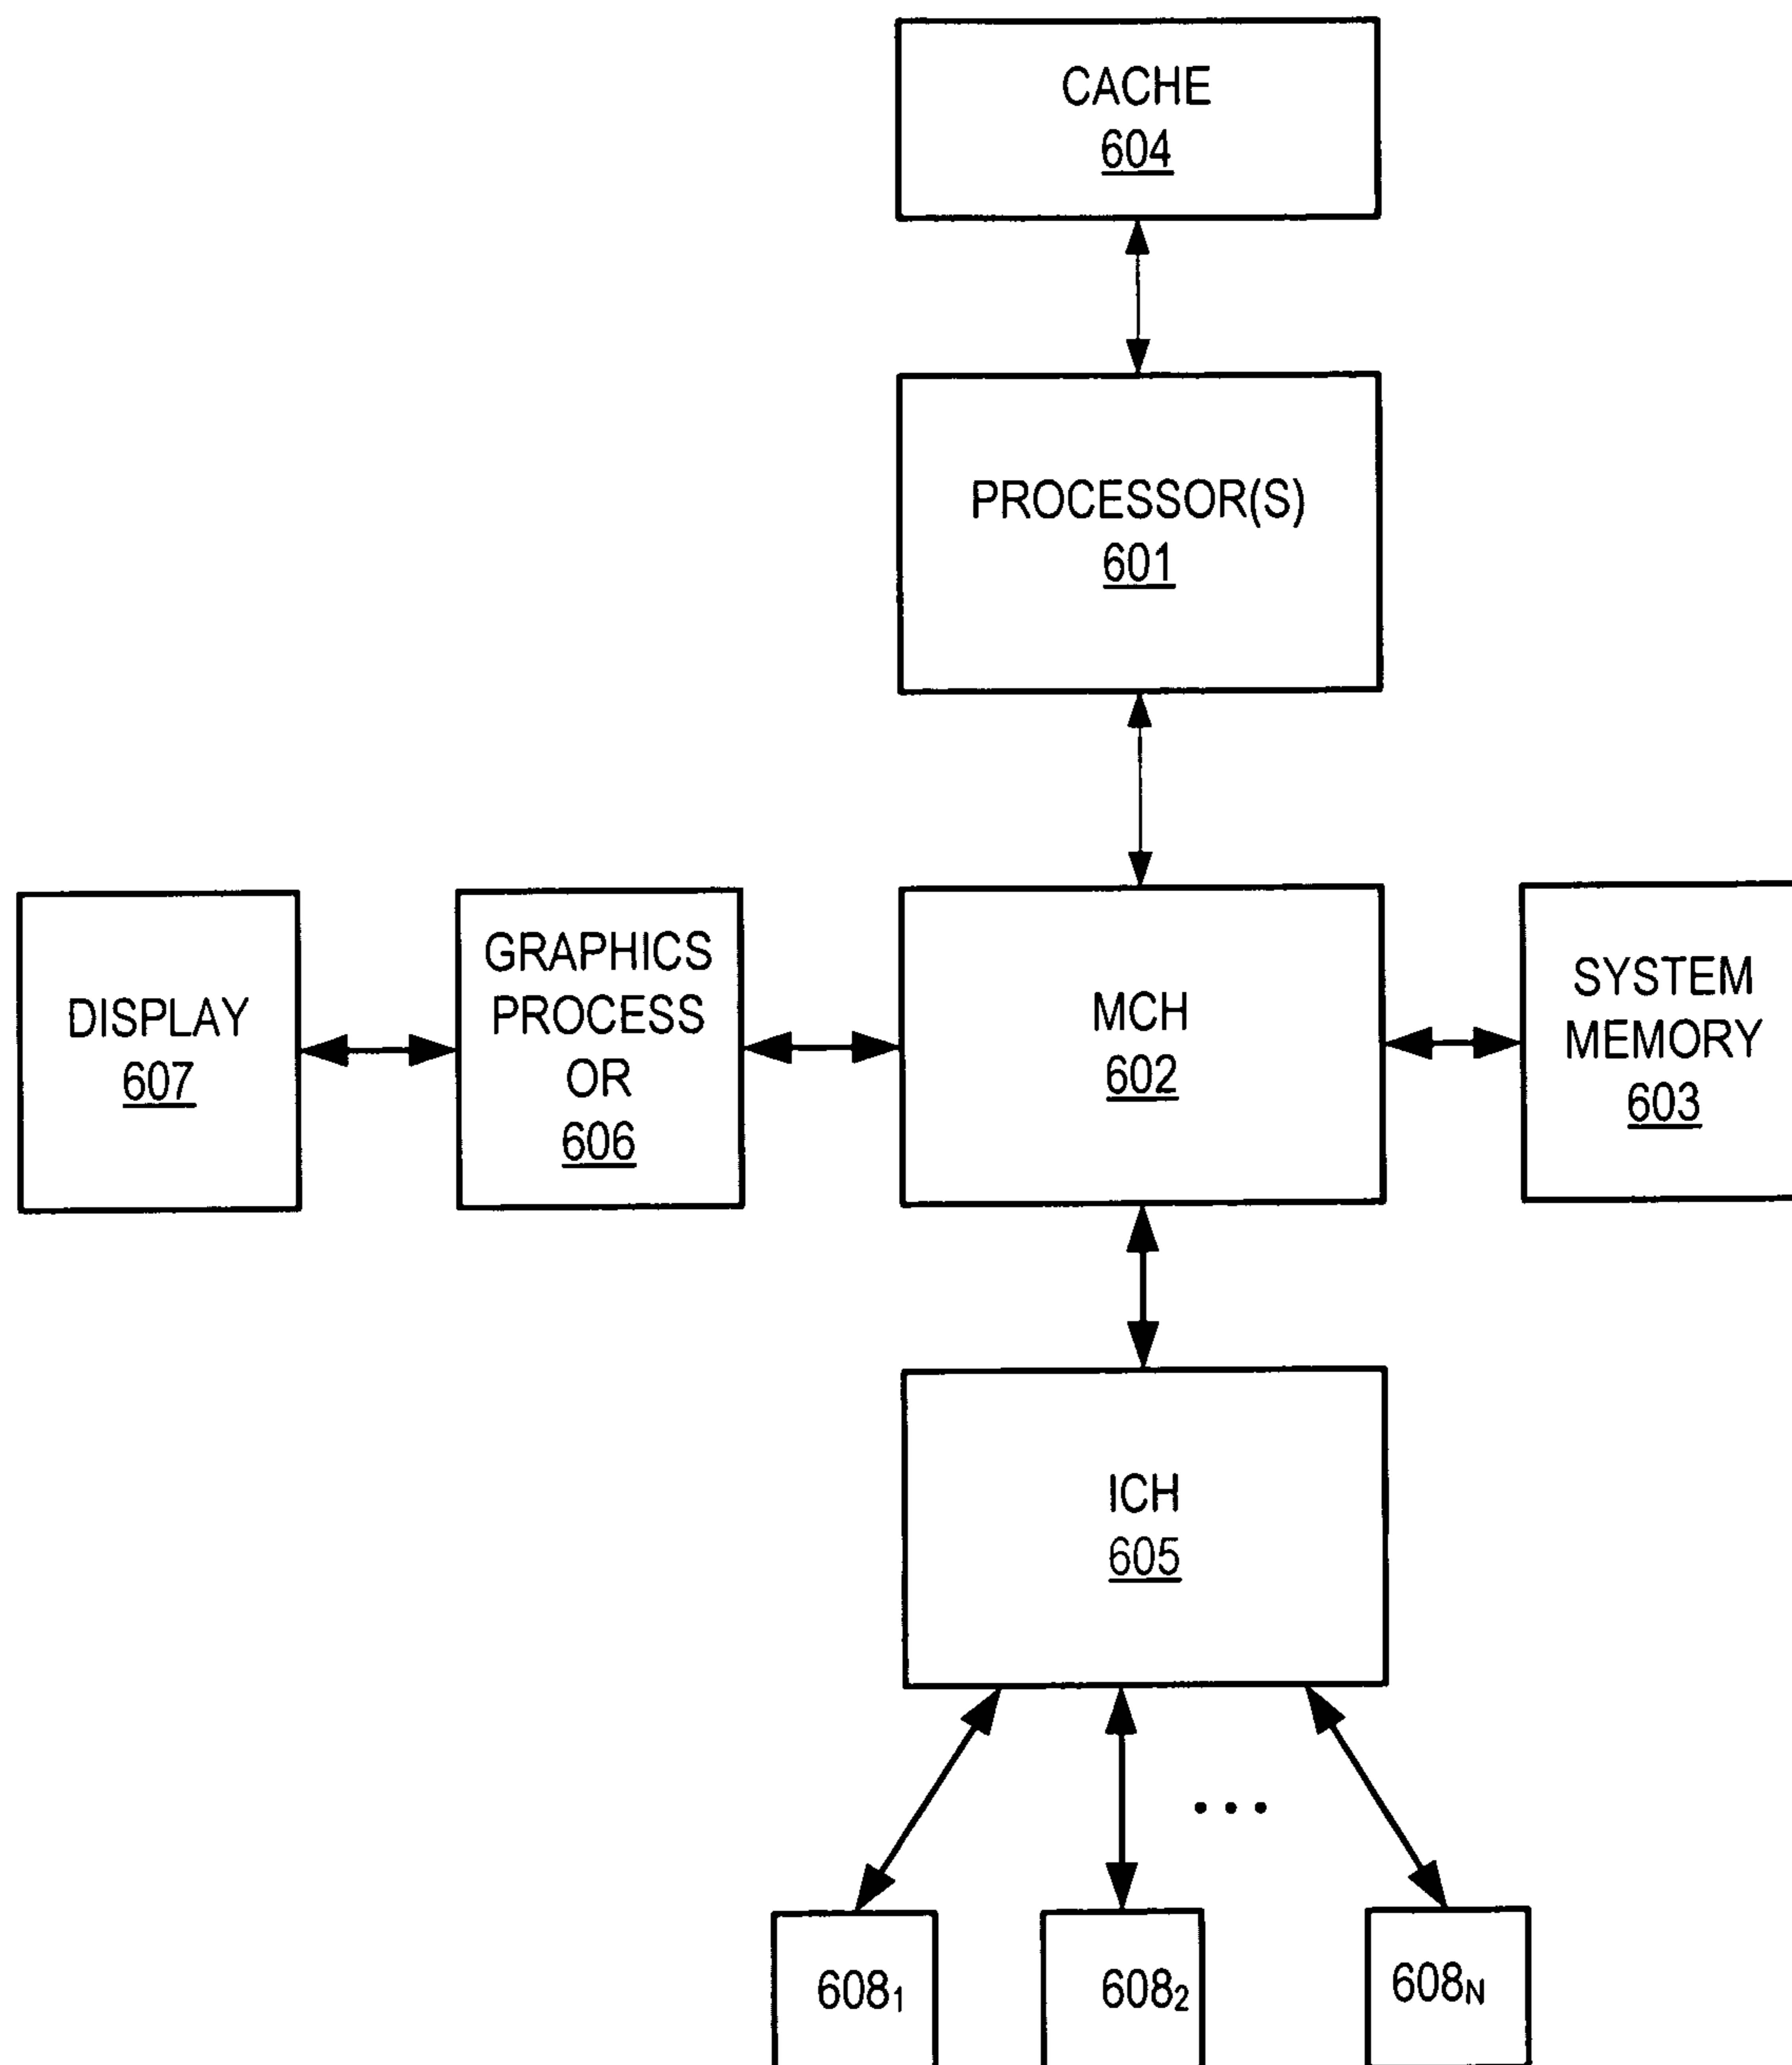 CACHE
604
PROCESSOR(S)
601
DISPLAY
607
GRAPHICS
PROCESS
OR
606
MCH
602
SYSTEM
MEMORY
603
ICH
605
...
608₁
608₂
608N